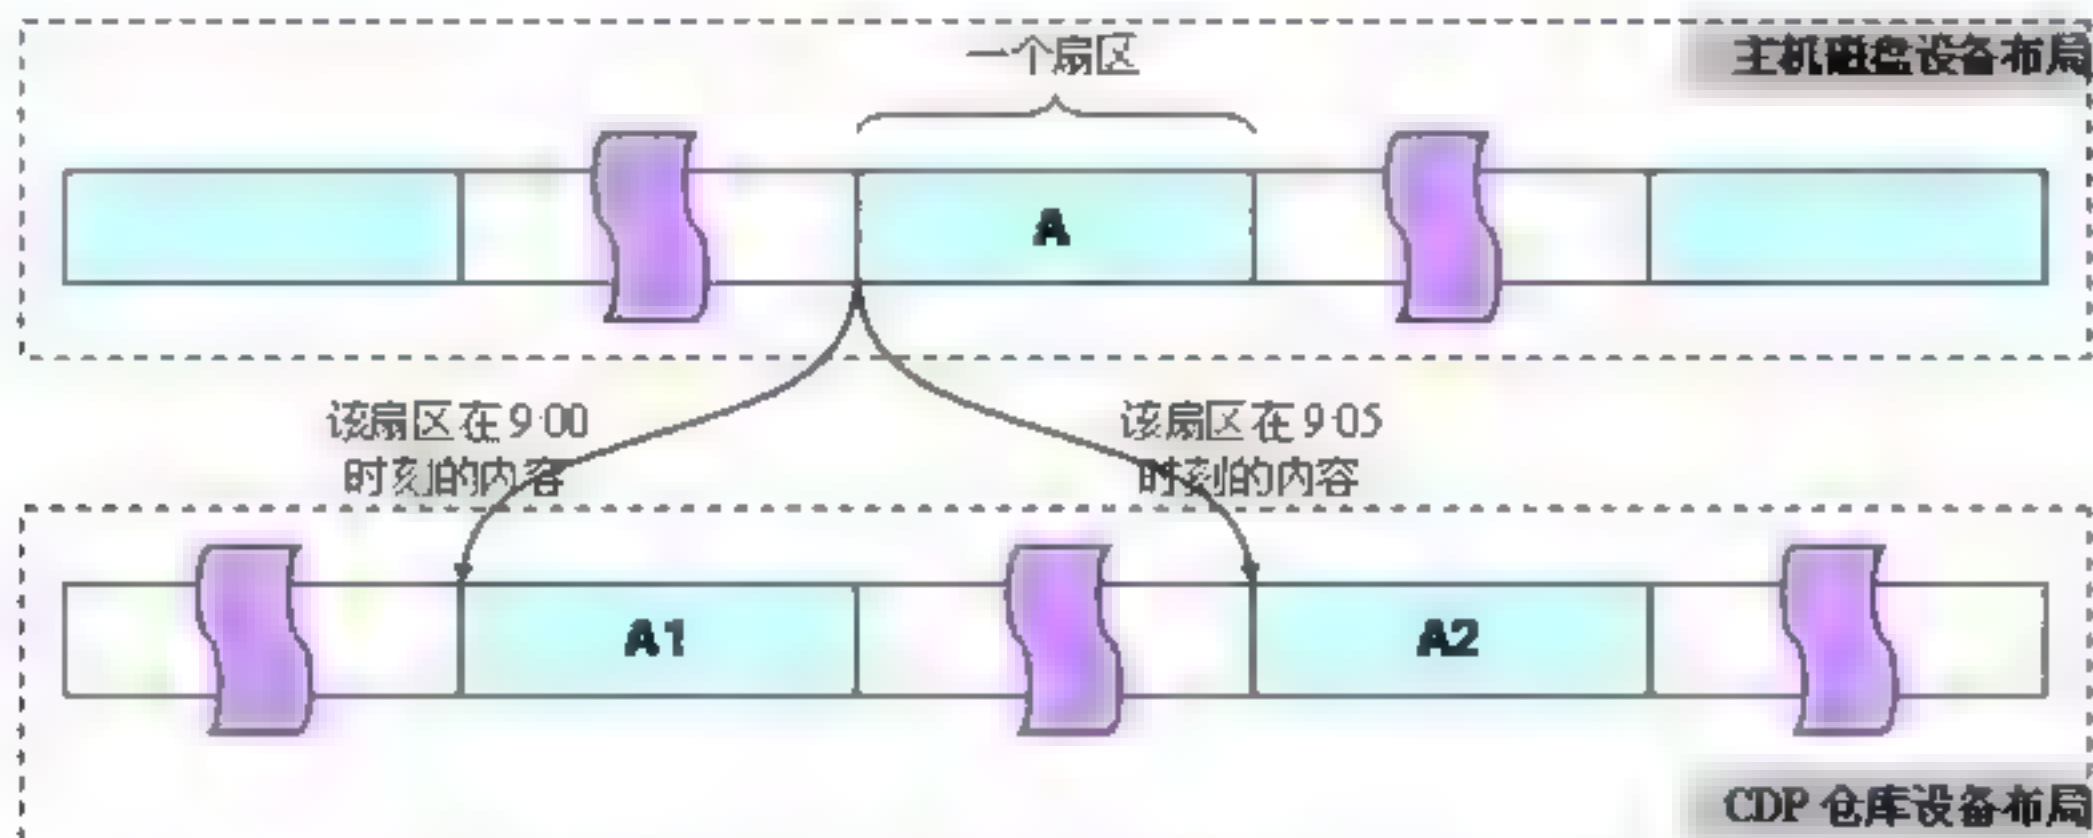 主机磁盘设备布局
一个扇区
A
该扇区在 9:00
时刻的内容
该扇区在 9:05
时刻的内容
A1
A2
CDP 仓库设备布局